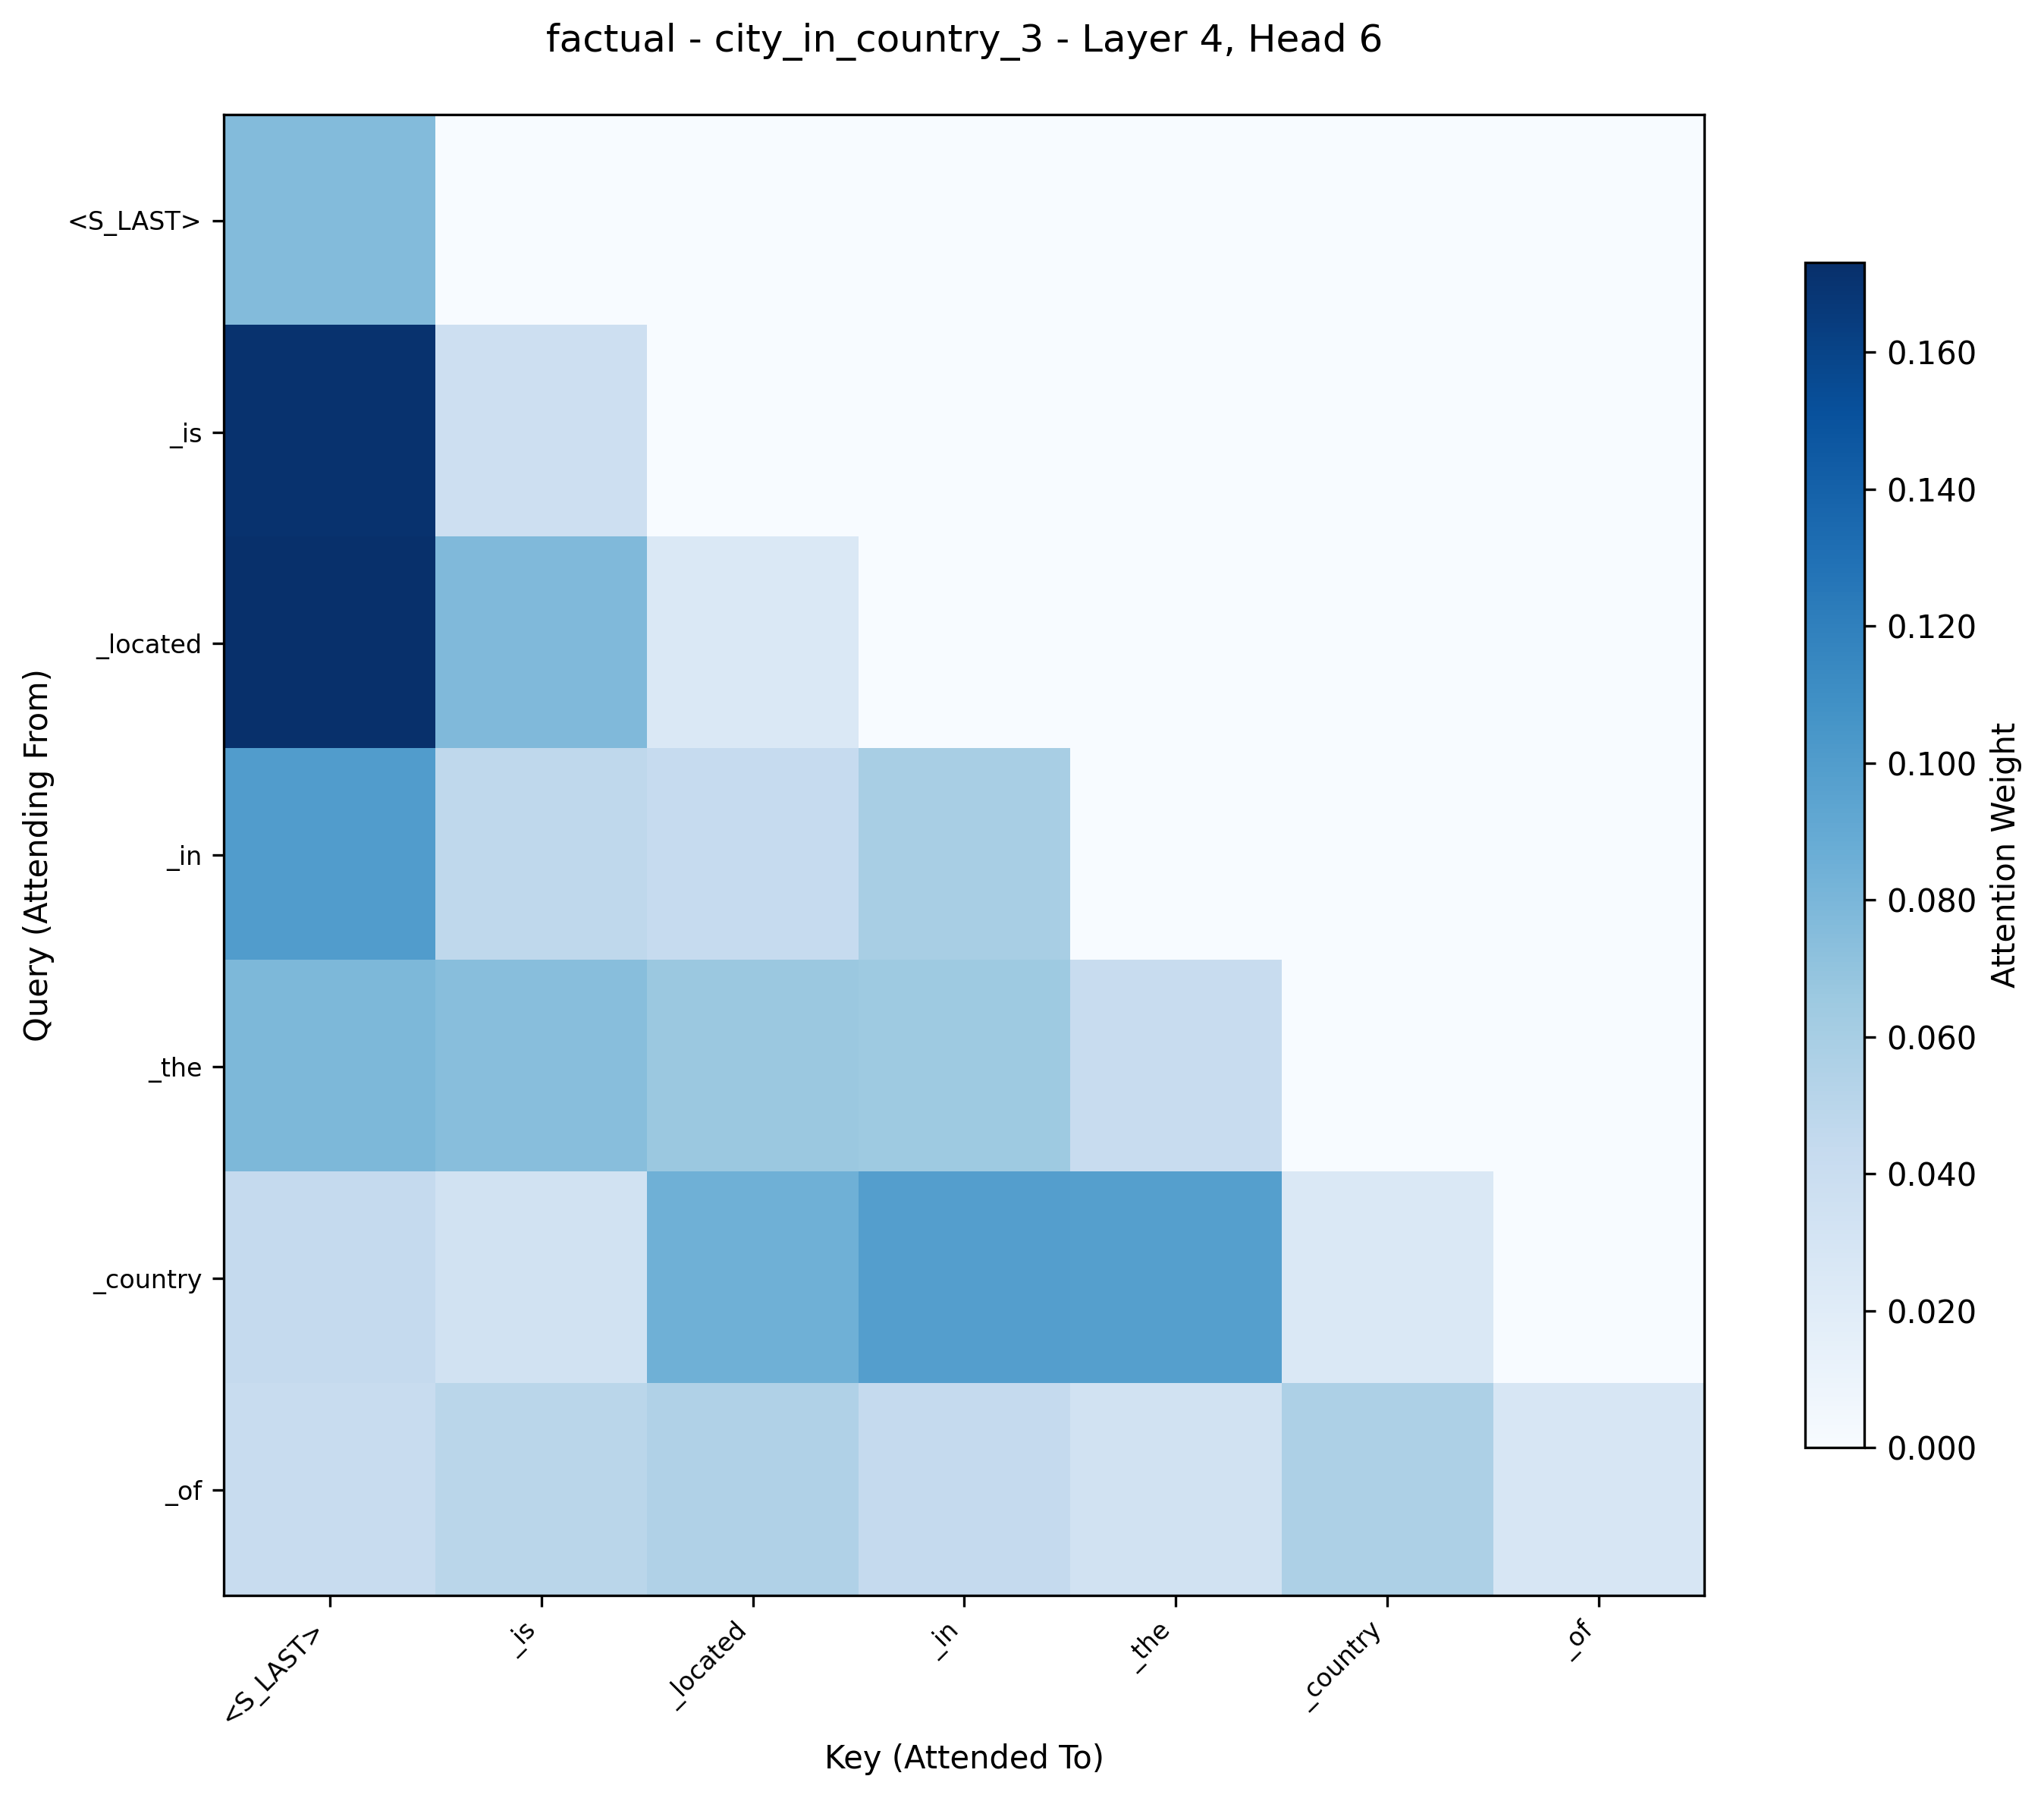 factual - city_in_country_3 - Layer 4, Head 6
<S_LAST>
_is
_located
_in
_the
_country
_of
Query (Attending From)
<S_LAST>
_is
_located
_in
_the
_country
_of
Key (Attended To)
0.160
0.140
0.120
0.100
0.080
0.060
0.040
0.020
0.000
Attention Weight